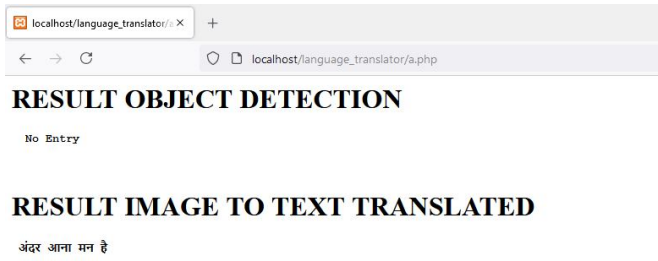 localhost/language_translator/a
localhost/language_translator/a.php
RESULT OBJECT DETECTION
No Entry
RESULT IMAGE TO TEXT TRANSLATED
अंदर आना मन है